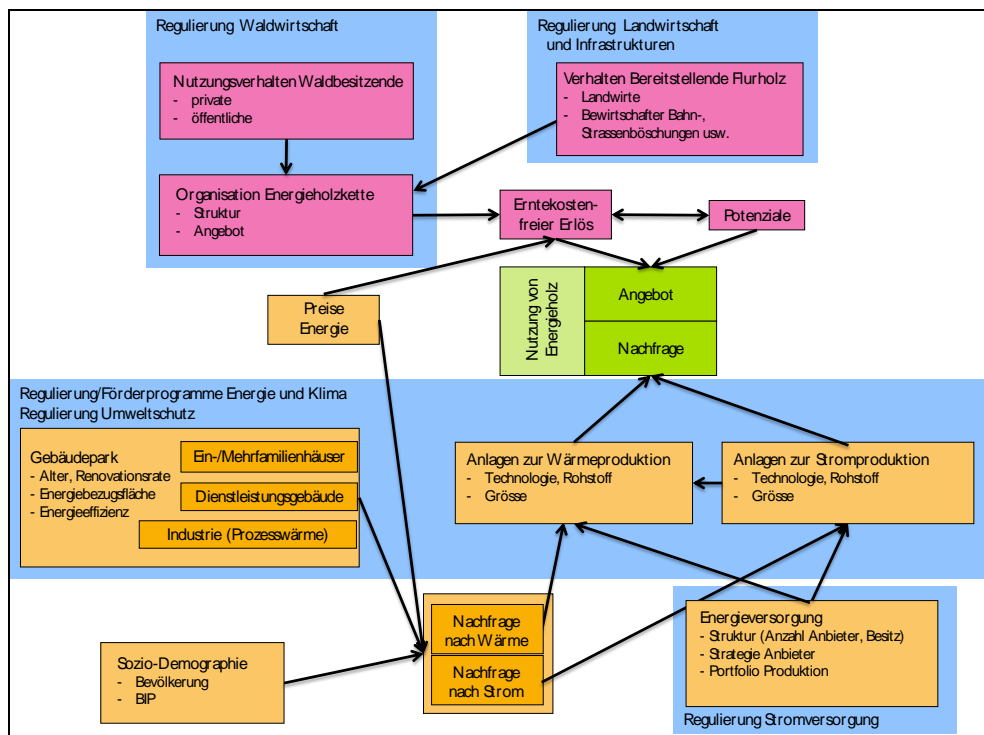 Regulierung Waldwirtschaft
Regulierung Landwirtschaft
und Infrastrukturen
Nutzungsverhalten Waldbesitzende
- private
- öffentliche
Verhalten Bereitstellende Flurholz
- Landwirte
- Bewirtschafter Bahn-,
Strassenböschungen usw.
Organisation Energieholzkette
- Struktur
- Angebot
Erntekosten-
freier Erlös
Potenziale
Preise
Energie
Nutzung von
Energieholz
Angebot
Nachfrage
Regulierung/Förderprogramme Energie und Klima
Regulierung Umweltschutz
Gebäudepark
- Alter, Renovationsrate
- Energiebezugsfläche
- Energieeffizienz
Ein-/Mehrfamilienhäuser
Dienstleistungsgebäude
Industrie (Prozesswärme)
Anlagen zur Wärmeproduktion
- Technologie, Rohstoff
- Grösse
Anlagen zur Stromproduktion
- Technologie, Rohstoff
- Grösse
Nachfrage
nach Wärme
Nachfrage
nach Strom
Sozio-Demographie
- Bevölkerung
- BIP
Energieversorgung
- Struktur (Anzahl Anbieter, Besitz)
- Strategie Anbieter
- Portfolio Produktion
Regulierung Stromversorgung